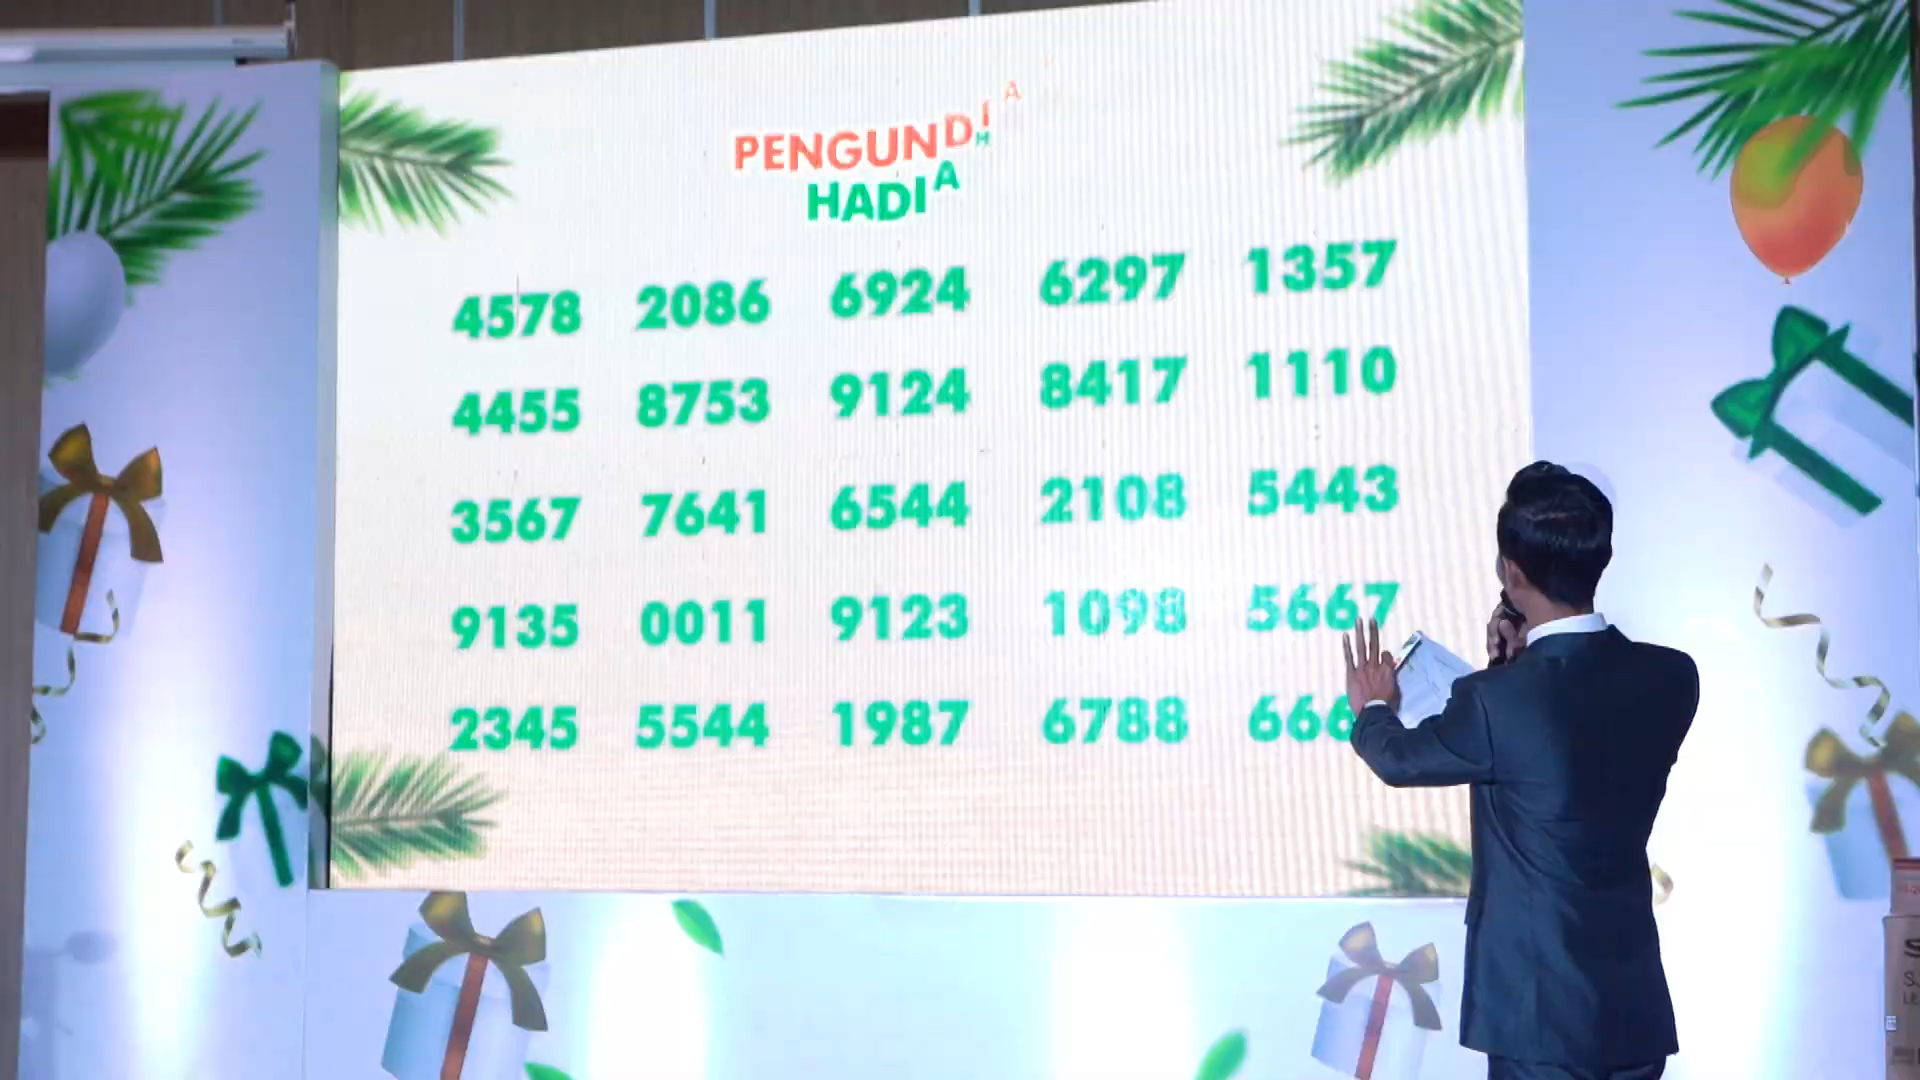 PENGUNDI A
H
HADI A
4578 2086 6924 6297 1357
4455 8753 9124 8417 1110
3567 7641 6544 2108 5443
9135 0011 9123 1098 5667
2345 5544 1987 6788 666